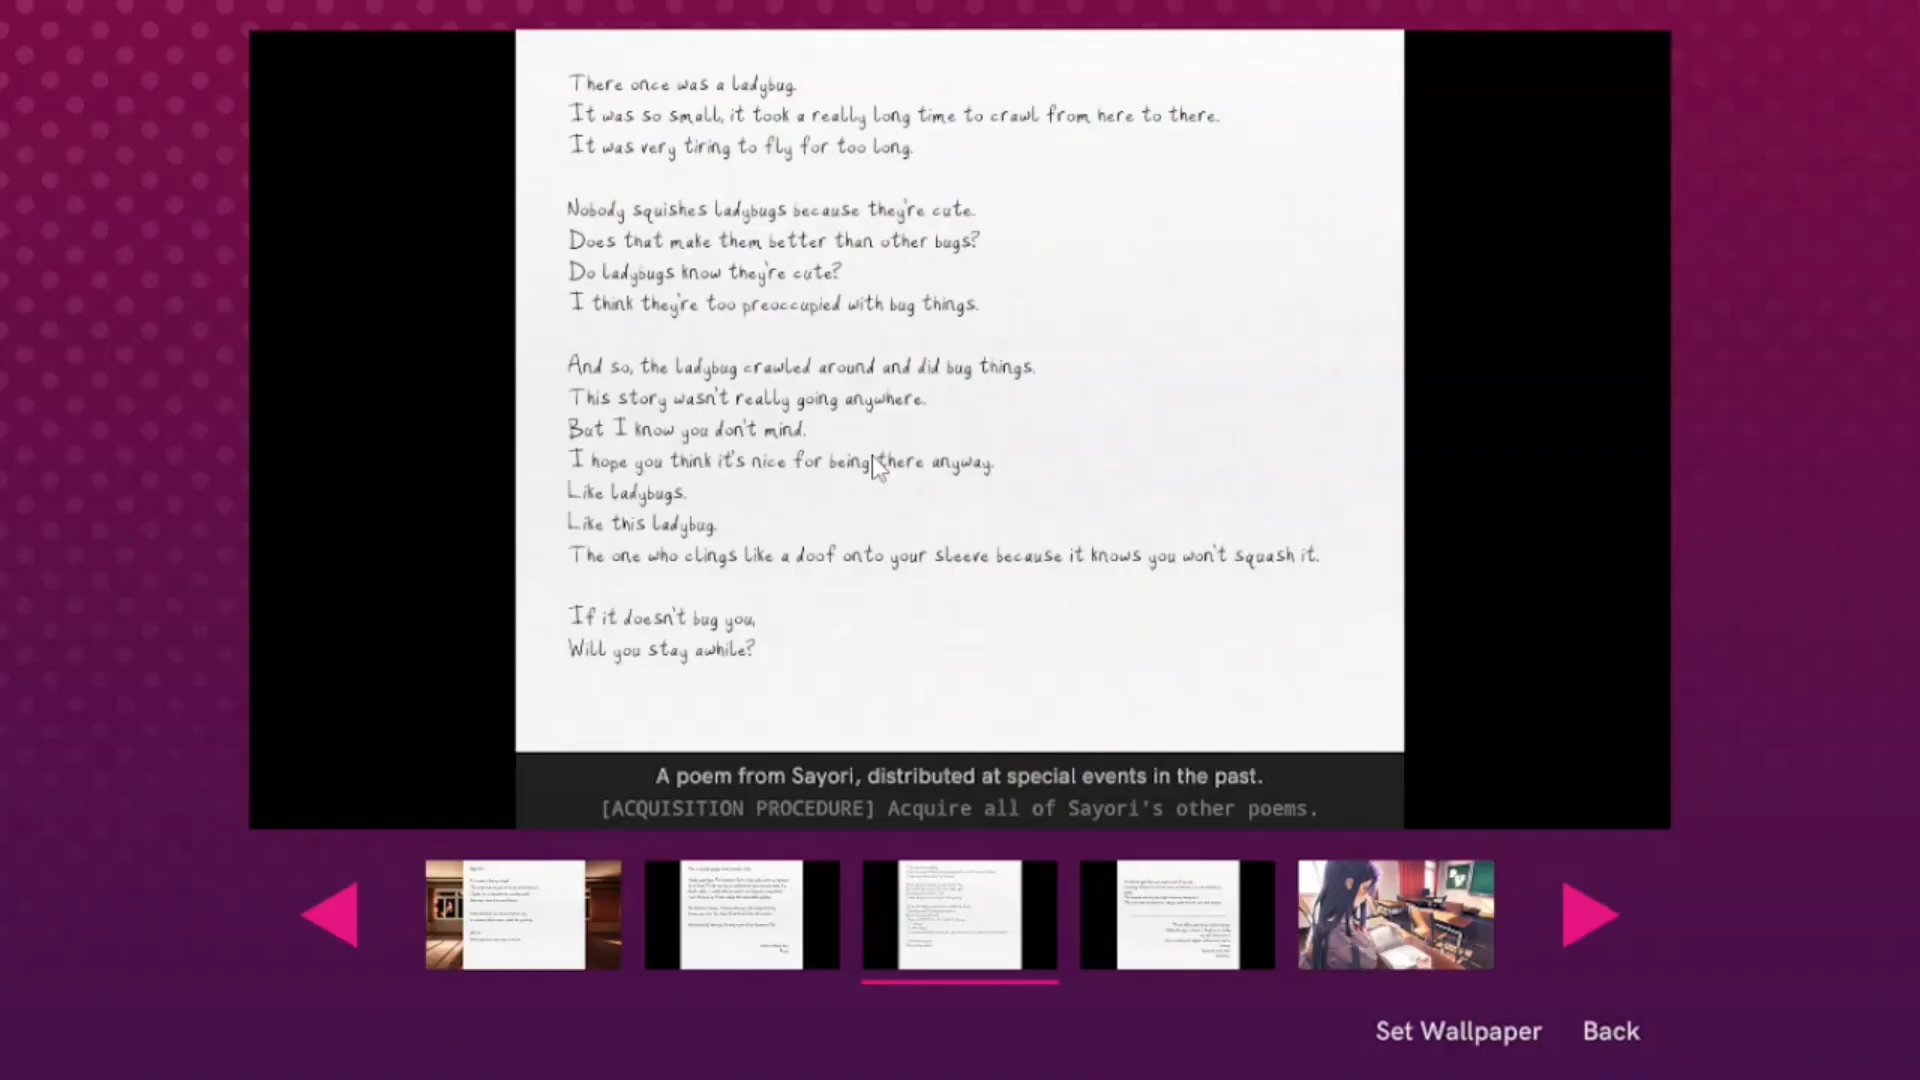 There once was a ladybug.
It was so small, it took a really long time to crawl from here to there.
It was very tiring to fly for too long.
Nobody squishes ladybugs because they're cute.
Does that make them better than other bugs?
Do ladybugs know they're cute?
I think they're too preoccupied with bug things.
And so, the ladybug crawled around and did bug things.
This story wasn't really going anywhere.
But I know you don't mind.
I hope you think it's nice for being there anyway.
Like ladybugs.
Like this ladybug.
The one who clings like a doof onto your sleeve because it knows you won't squash it.
If it doesn't bug you,
Will you stay awhile?
A poem from Sayori, distributed at special events in the past.
[ACQUISITION PROCEDURE] Acquire all of Sayori's other poems.
Set Wallpaper
Back